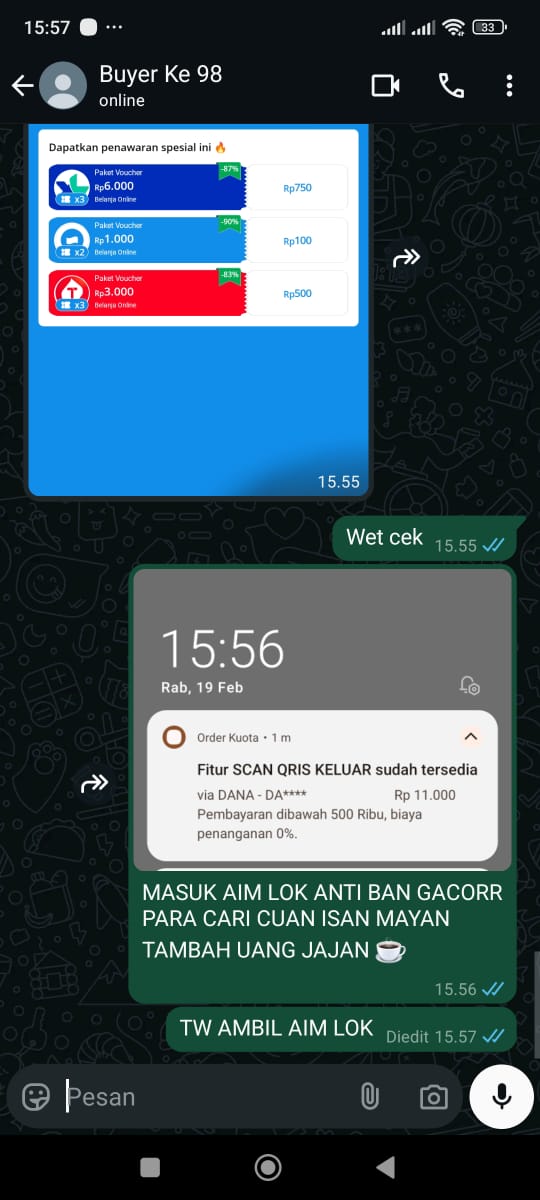 15:57
33
Buyer Ke 98
online
Dapatkan penawaran spesial ini 🔥
Paket Voucher
Rp6.000
Belanja Online
x3
-87%
Rp750
Paket Voucher
Rp1.000
Belanja Online
x2
-90%
Rp100
Paket Voucher
Rp3.000
Belanja Online
T
x3
-83%
Rp500
15.55
Wet cek 15.55
15:56
Rab, 19 Feb
Order Kuota • 1 m
Fitur SCAN QRIS KELUAR sudah tersedia
via DANA - DA**** Rp 11.000
Pembayaran dibawah 500 Ribu, biaya
penanganan 0%.
MASUK AIM LOK ANTI BAN GACORR
PARA CARI CUAN ISAN MAYAN
TAMBAH UANG JAJAN ☕
15.56
TW AMBIL AIM LOK Diedit 15.57
Pesan